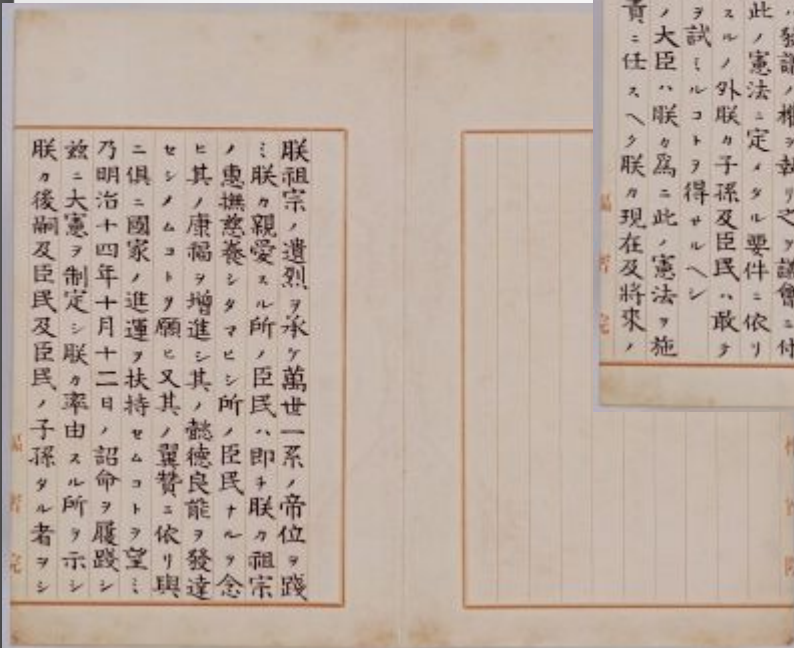 發議ノ權ヲ執リ之ヲ議會ニ付
此ノ憲法ニ定メタル要件ニ依リ
スルノ外朕カ子孫及臣民ハ敢テ
ヲ試ミルコトヲ得サルヘシ
ノ大臣ハ朕カ爲ニ此ノ憲法ヲ施
責ニ任スヘク朕カ現在及將來ノ
朕祖宗ノ遺烈ヲ承ケ萬世一系ノ帝位ヲ踐
ミ朕カ親愛スル所ノ臣民ハ即チ朕カ祖宗
ノ惠撫慈養シタマヒシ所ノ臣民ナルヲ念
ヒ其ノ康福ヲ增進シ其ノ懿德良能ヲ發達
セシメムコトヲ願ヒ又其ノ翼贊ニ依リ與
ニ俱ニ國家ノ進運ヲ扶持セムコトヲ望ミ
乃明治十四年十月十二日ノ詔命ヲ履踐シ
茲ニ大憲ヲ制定シ朕カ率由スル所ヲ示シ
朕カ後嗣及臣民及臣民ノ子孫タル者ヲシ